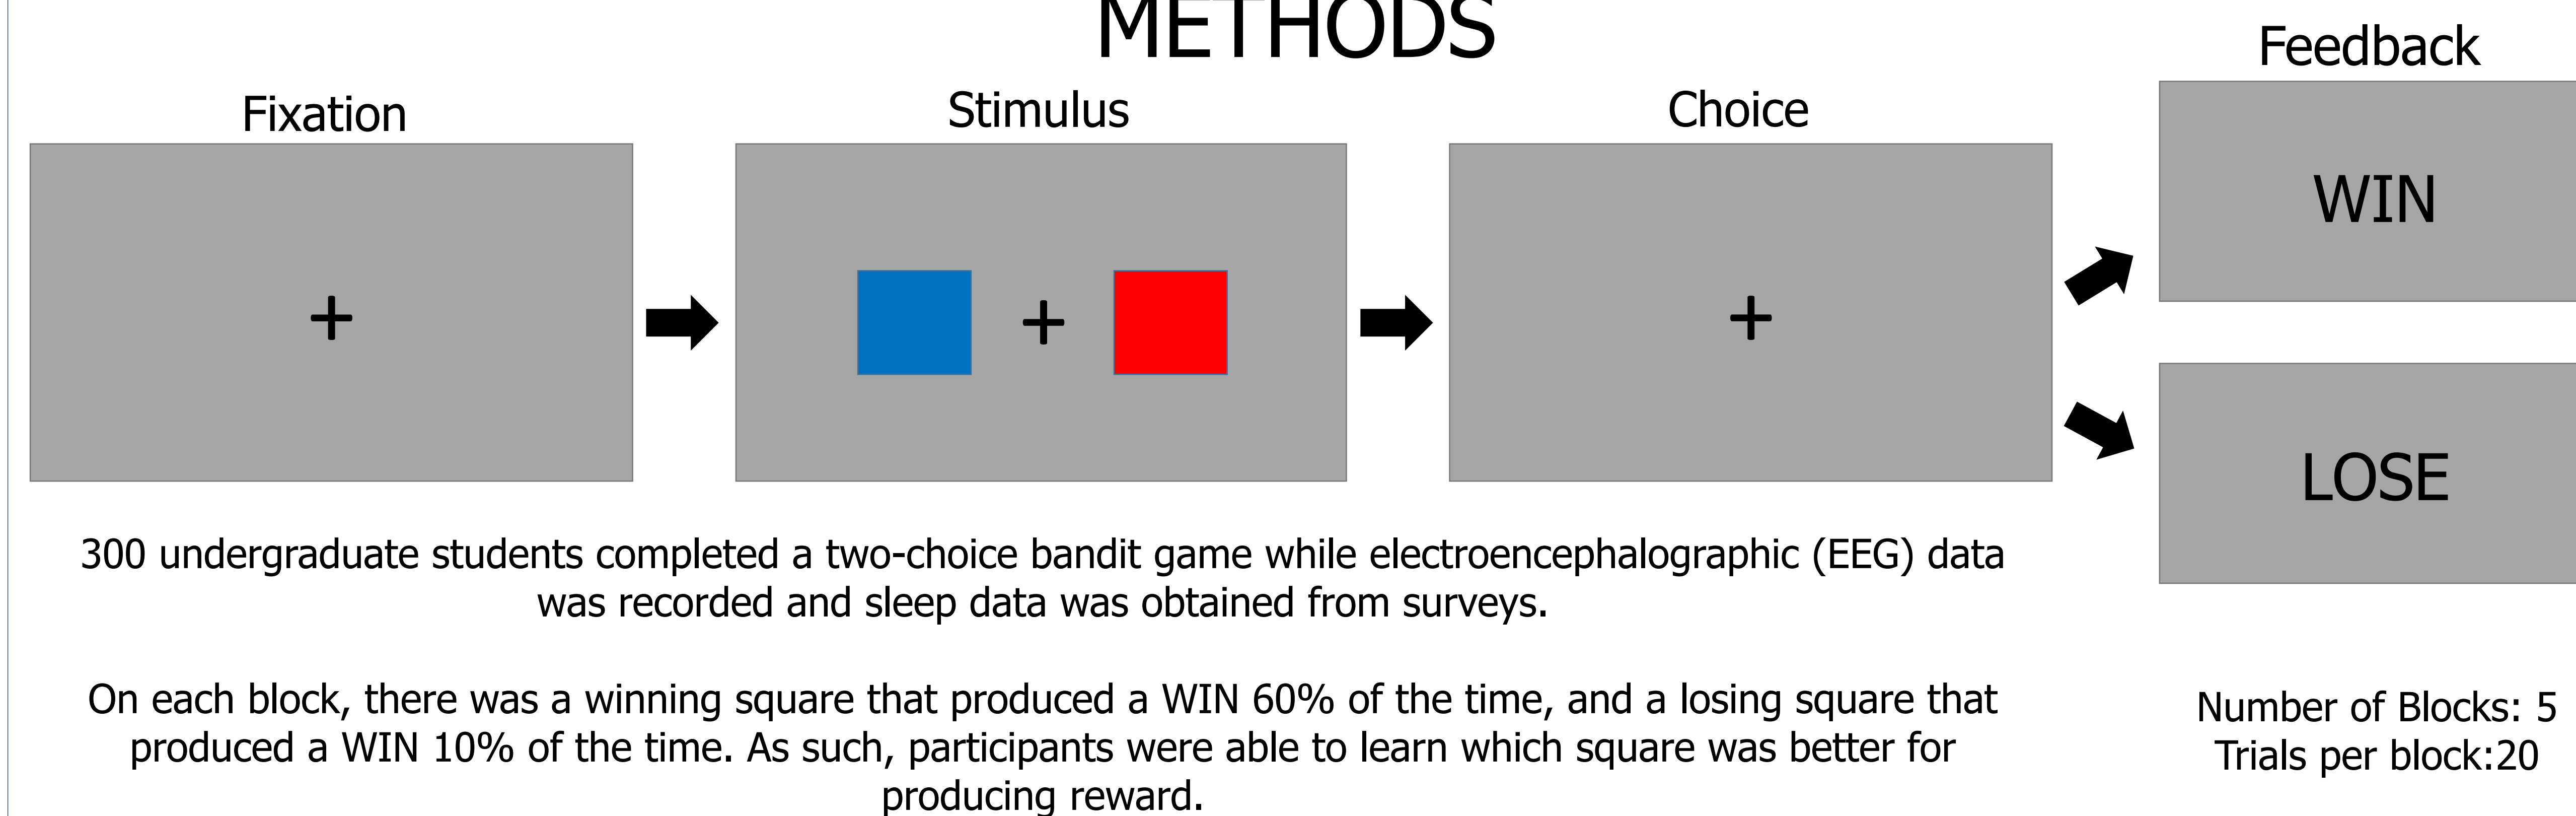 METHODS
Fixation
Stimulus
Choice
Feedback
+
+
+
WIN
LOSE
300 undergraduate students completed a two-choice bandit game while electroencephalographic (EEG) data
was recorded and sleep data was obtained from surveys.
On each block, there was a winning square that produced a WIN 60% of the time, and a losing square that
produced a WIN 10% of the time. As such, participants were able to learn which square was better for
producing reward.
Number of Blocks: 5
Trials per block:20